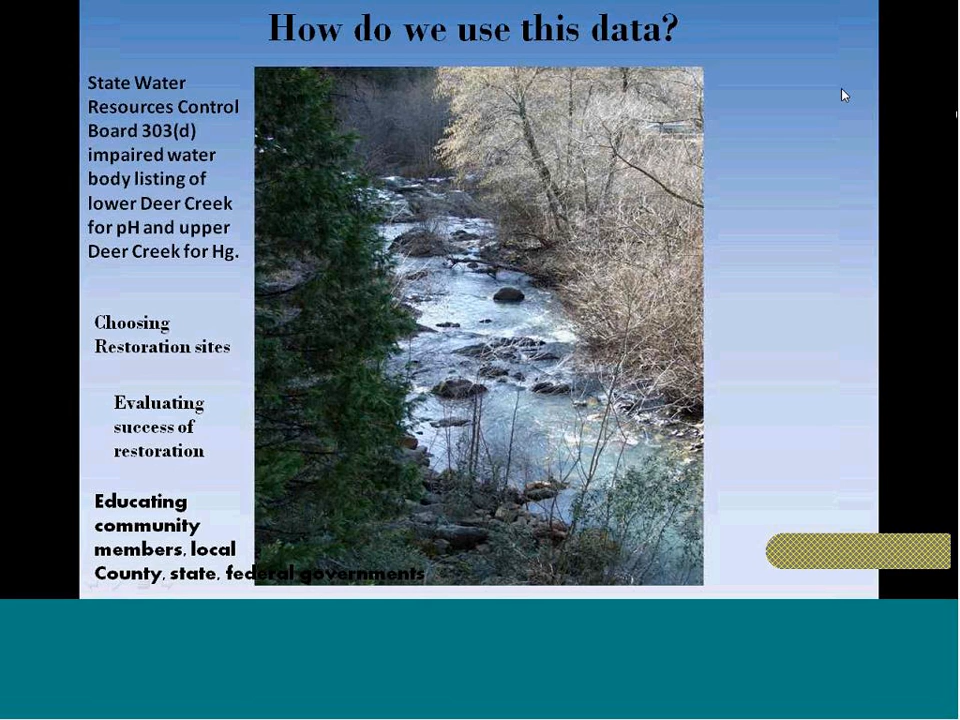 How do we use this data?
State Water
Resources Control
Board 303(d)
impaired water
body listing of
lower Deer Creek
for pH and upper
Deer Creek for Hg.
Choosing
Restoration sites
Evaluating
success of
restoration
Educating
community
members, local
County, state, federal governments